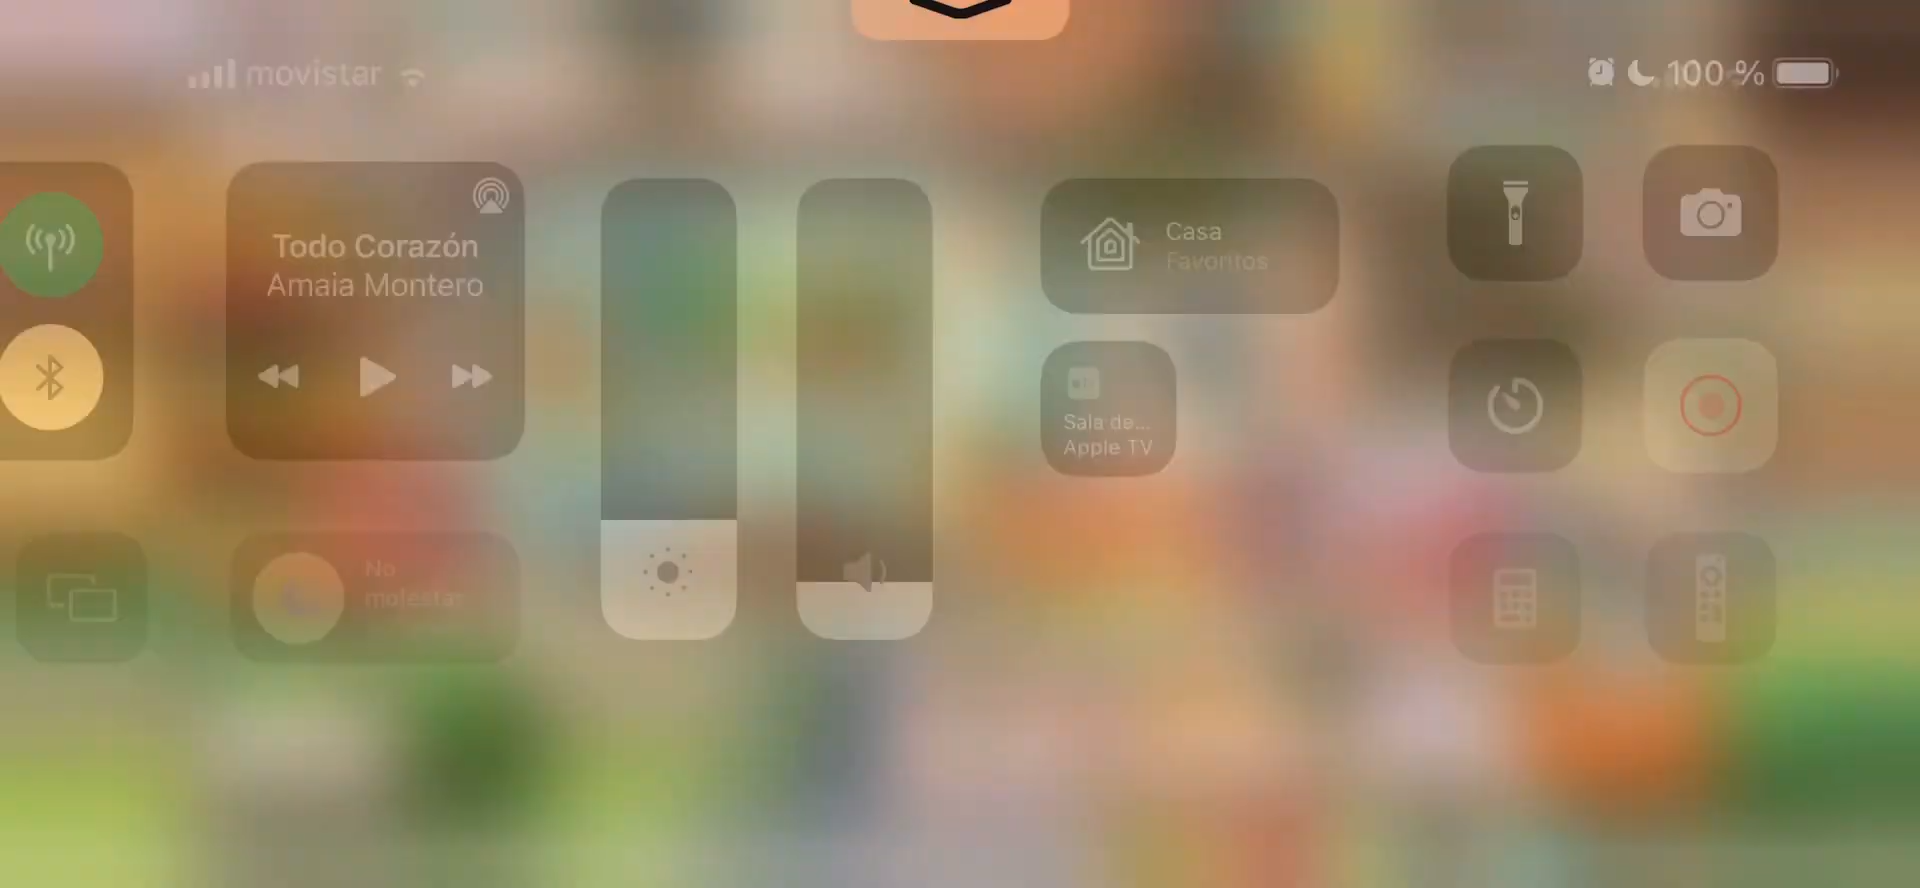 movistar
100 %
Todo Corazón
Amaia Montero
Casa
Favoritos
Sala de...
Apple TV
No
molestar